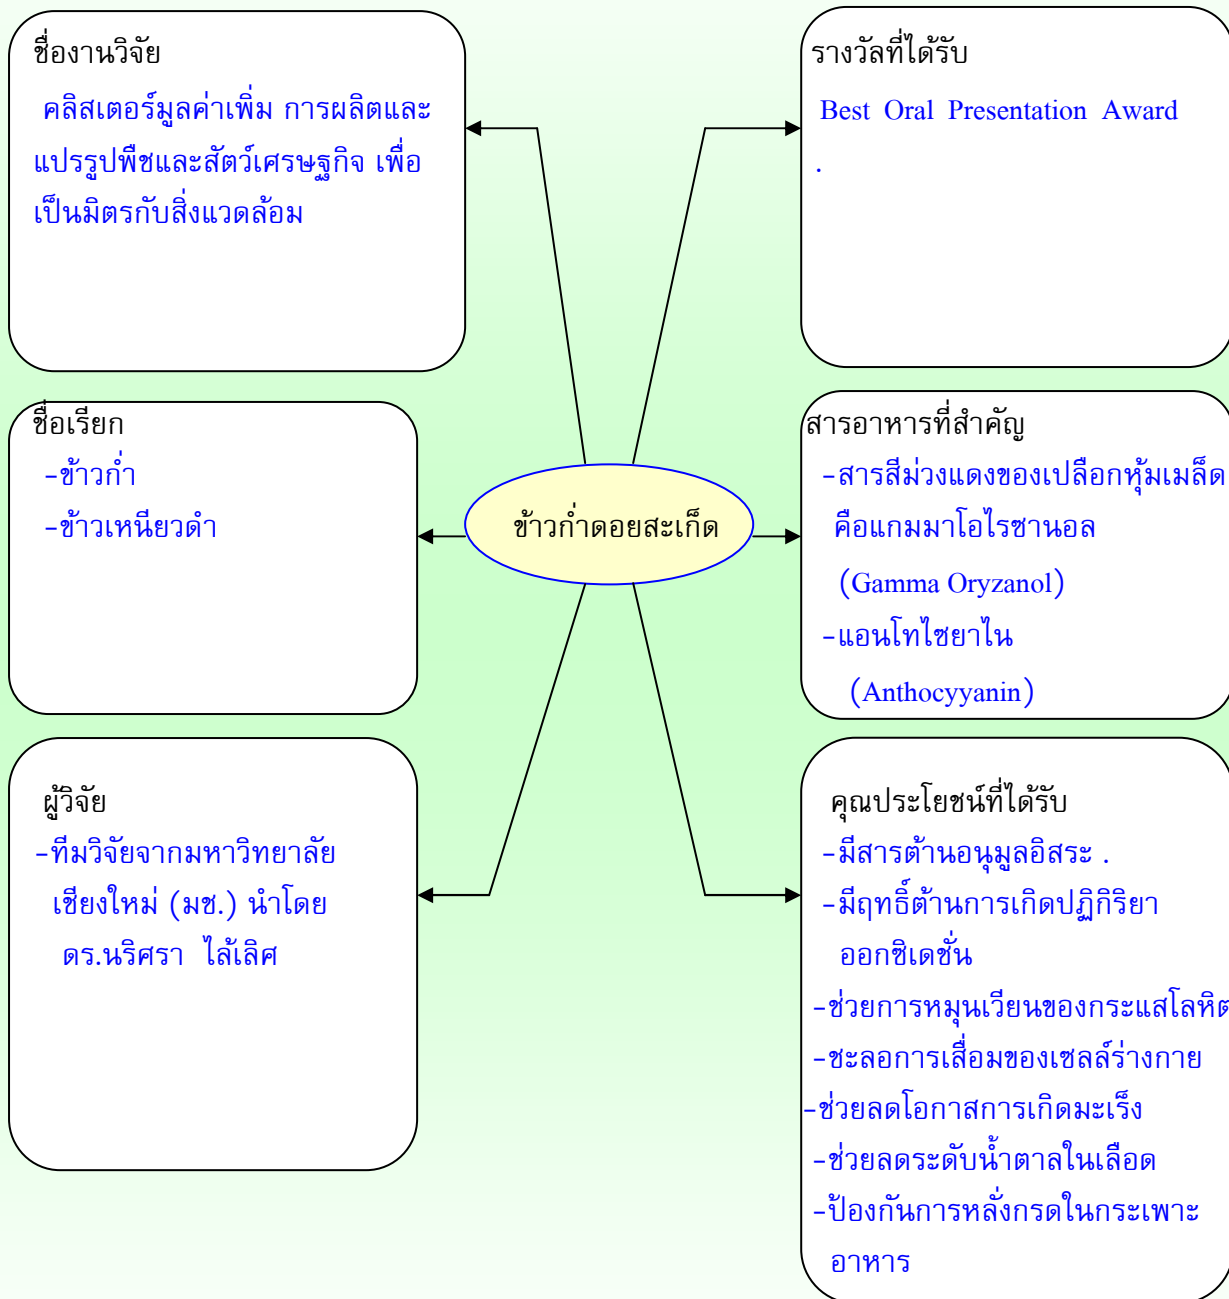 ชื่องานวิจัย
คลิสเตอร์มูลค่าเพิ่ม การผลิตและ
แปรรูปพืชและสัตว์เศรษฐกิจ เพื่อ
เป็นมิตรกับสิ่งแวดล้อม
รางวัลที่ได้รับ
Best Oral Presentation Award
.
ชื่อเรียก
-ข้าวก่ำ
-ข้าวเหนียวดำ
ข้าวก่ำดอยสะเก็ด
สารอาหารที่สำคัญ
-สารสีม่วงแดงของเปลือกหุ้มเมล็ด
คือแกมมาโอไรซานอล
(Gamma Oryzanol)
-แอนโทไซยาไน
(Anthocyyanin)
ผู้วิจัย
-ทีมวิจัยจากมหาวิทยาลัย
เชียงใหม่ (มช.) นำโดย
ดร.นริศรา ไล้เลิศ
คุณประโยชน์ที่ได้รับ
-มีสารต้านอนุมูลอิสระ .
-มีฤทธิ์ต้านการเกิดปฏิกิริยา
ออกซิเดชั่น
-ช่วยการหมุนเวียนของกระแสโลหิต
-ชะลอการเสื่อมของเซลล์ร่างกาย
-ช่วยลดโอกาสการเกิดมะเร็ง
-ช่วยลดระดับน้ำตาลในเลือด
-ป้องกันการหลั่งกรดในกระเพาะ
อาหาร